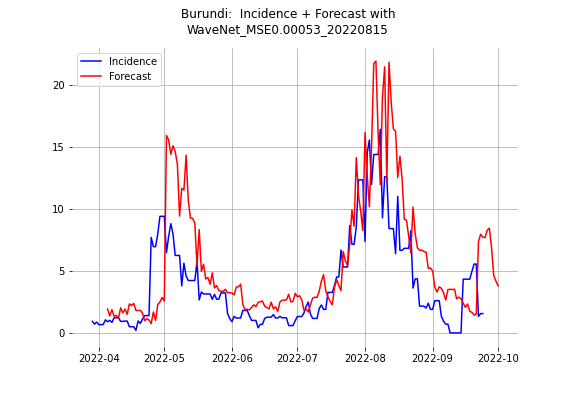 Burundi:  Incidence + Forecast with
WaveNet_MSE0.00053_20220815
Incidence
Forecast
20
15
10
5
0
2022-04 2022-05 2022-06 2022-07 2022-08 2022-09 2022-10